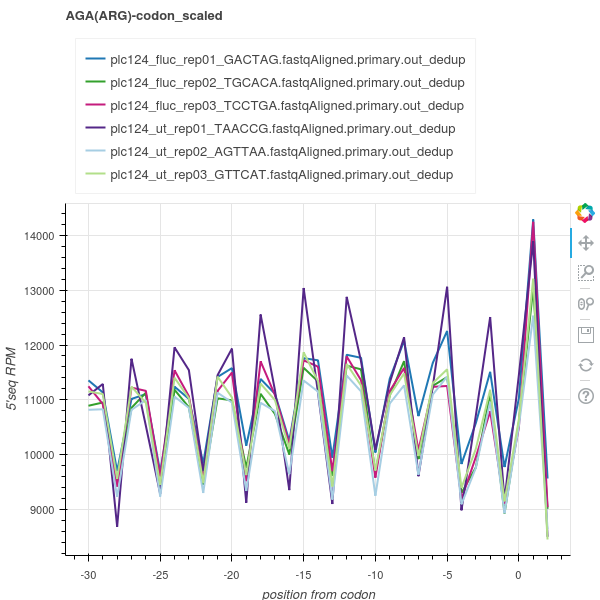 AGA(ARG)-codon_scaled
plc124_fluc_rep01_GACTAG.fastqAligned.primary.out_dedup
plc124_fluc_rep02_TGCACA.fastqAligned.primary.out_dedup
plc124_fluc_rep03_TCCTGA.fastqAligned.primary.out_dedup
plc124_ut_rep01_TAACCG.fastqAligned.primary.out_dedup
plc124_ut_rep02_AGTTAA.fastqAligned.primary.out_dedup
plc124_ut_rep03_GTTCAT.fastqAligned.primary.out_dedup
14000
13000
12000
11000
10000
9000
5'seq RPM
-30 -25 -20 -15 -10 -5 0
position from codon